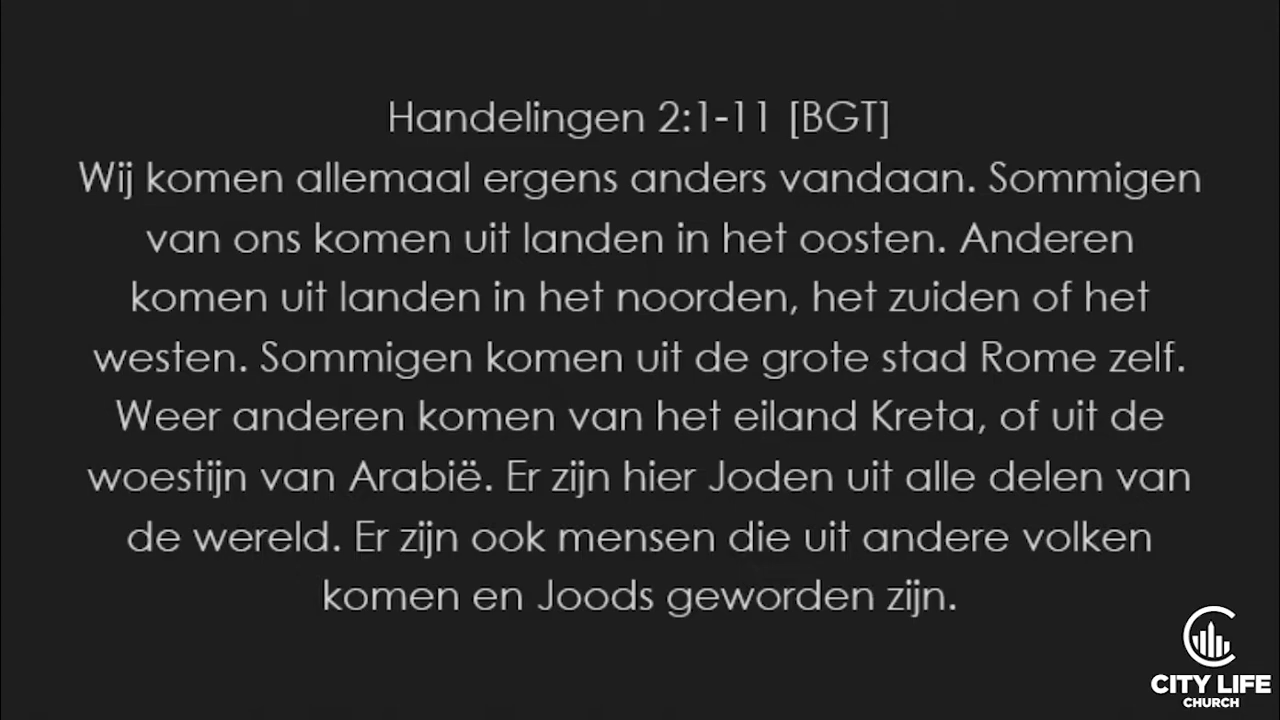 Handelingen 2:1-11 [BGT]
Wij komen allemaal ergens anders vandaan. Sommigen
van ons komen uit landen in het oosten. Anderen
komen uit landen in het noorden, het zuiden of het
westen. Sommigen komen uit de grote stad Rome zelf.
Weer anderen komen van het eiland Kreta, of uit de
woestijn van Arabië. Er zijn hier Joden uit alle delen van
de wereld. Er zijn ook mensen die uit andere volken
komen en Joods geworden zijn.
CITY LIFE
CHURCH